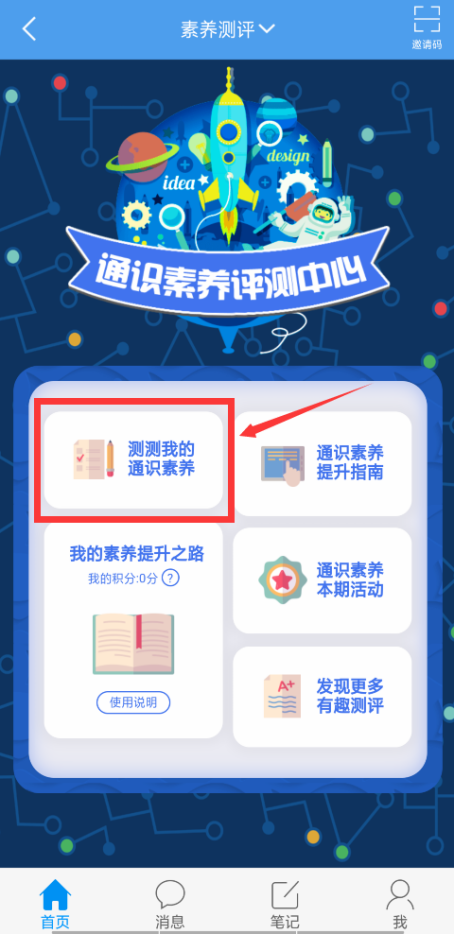 素养测评
邀请码
idea
design
通识素养评测中心
测测我的
通识素养
通识素养
提升指南
我的素养提升之路
我的积分:0分 ?
使用说明
通识素养
本期活动
A+
发现更多
有趣测评
首页
消息
笔记
我